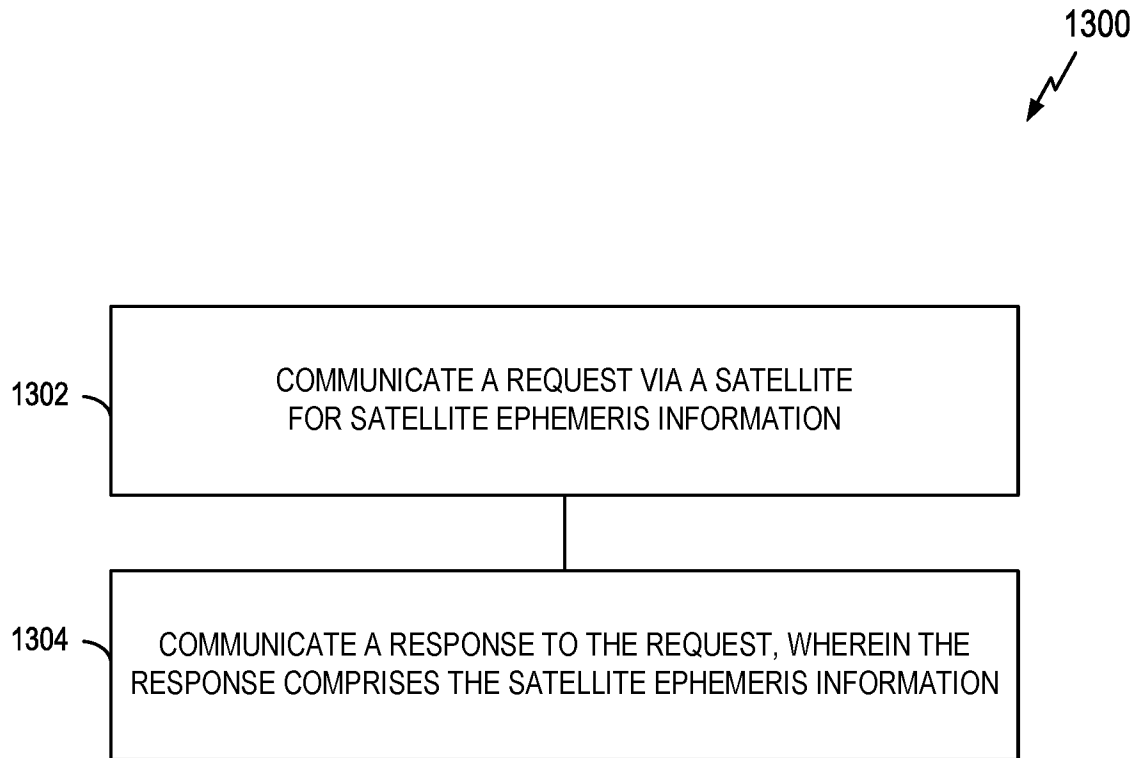 1300
1302
COMMUNICATE A REQUEST VIA A SATELLITE
FOR SATELLITE EPHEMERIS INFORMATION
1304
COMMUNICATE A RESPONSE TO THE REQUEST, WHEREIN THE
RESPONSE COMPRISES THE SATELLITE EPHEMERIS INFORMATION